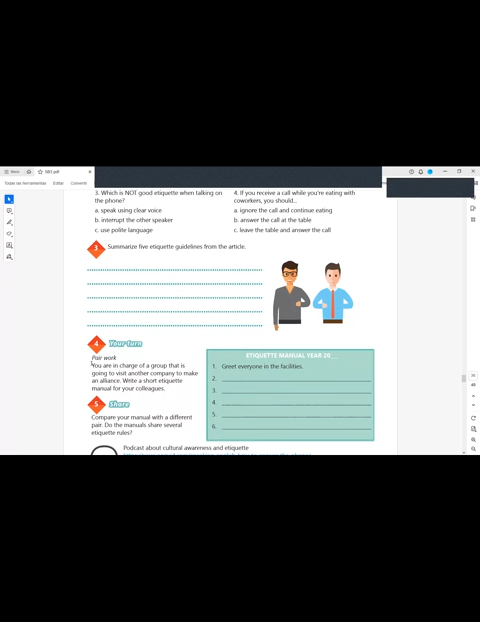 Inicio
NB3.pdf
Todas las herramientas Editar Convertir
3. Which is NOT good etiquette when talking on
the phone?
a. speak using clear voice
b. interrupt the other speaker
c. use polite language
4. If you receive a call while you're eating with
coworkers, you should...
a. ignore the call and continue eating
b. answer the call at the table
c. leave the table and answer the call
3. Summarize five etiquette guidelines from the article.
4. Your turn
Pair work
You are in charge of a group that is
going to visit another company to make
an alliance. Write a short etiquette
manual for your colleagues.
ETIQUETTE MANUAL YEAR 20__
1. Greet everyone in the facilities.
2.
3.
4.
5.
6.
5. Share
Compare your manual with a different
pair. Do the manuals share several
etiquette rules?
Podcast about cultural awareness and etiquette